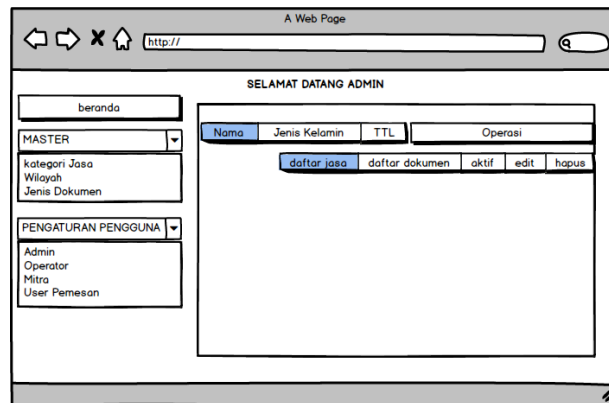 A Web Page
http://
SELAMAT DATANG ADMIN
beranda
MASTER
kategori Jasa
Wilayah
Jenis Dokumen
PENGATURAN PENGGUNA
Admin
Operator
Mitra
User Pemesan
Nama Jenis Kelamin TTL Operasi
daftar jasa daftar dokumen aktif edit hapus